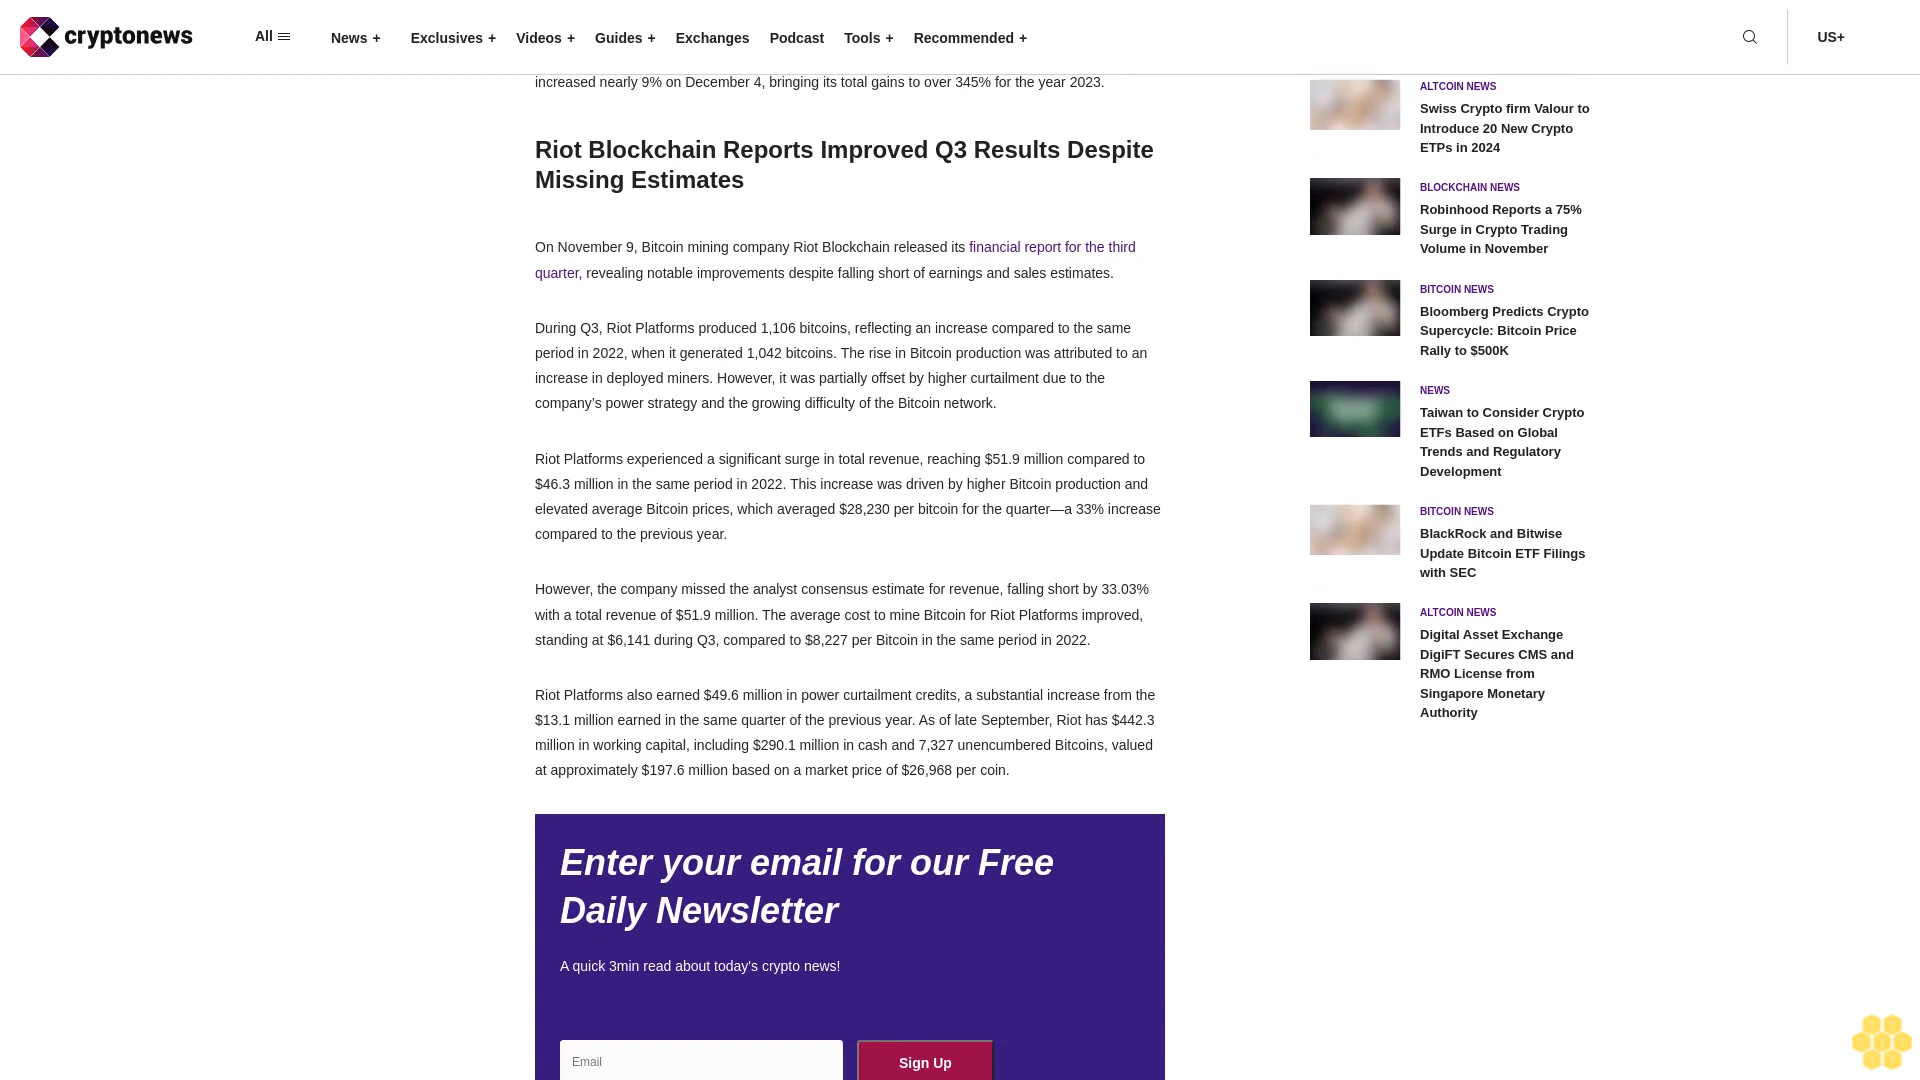 cryptonews
All
News +
Exclusives +
Videos +
Guides +
Exchanges
Podcast
Tools +
Recommended +
US+
increased nearly 9% on December 4, bringing its total gains to over 345% for the year 2023.
Riot Blockchain Reports Improved Q3 Results Despite
Missing Estimates
On November 9, Bitcoin mining company Riot Blockchain released its financial report for the third
quarter, revealing notable improvements despite falling short of earnings and sales estimates.
During Q3, Riot Platforms produced 1,106 bitcoins, reflecting an increase compared to the same
period in 2022, when it generated 1,042 bitcoins. The rise in Bitcoin production was attributed to an
increase in deployed miners. However, it was partially offset by higher curtailment due to the
company’s power strategy and the growing difficulty of the Bitcoin network.
Riot Platforms experienced a significant surge in total revenue, reaching $51.9 million compared to
$46.3 million in the same period in 2022. This increase was driven by higher Bitcoin production and
elevated average Bitcoin prices, which averaged $28,230 per bitcoin for the quarter—a 33% increase
compared to the previous year.
However, the company missed the analyst consensus estimate for revenue, falling short by 33.03%
with a total revenue of $51.9 million. The average cost to mine Bitcoin for Riot Platforms improved,
standing at $6,141 during Q3, compared to $8,227 per Bitcoin in the same period in 2022.
Riot Platforms also earned $49.6 million in power curtailment credits, a substantial increase from the
$13.1 million earned in the same quarter of the previous year. As of late September, Riot has $442.3
million in working capital, including $290.1 million in cash and 7,327 unencumbered Bitcoins, valued
at approximately $197.6 million based on a market price of $26,968 per coin.
Enter your email for our Free
Daily Newsletter
A quick 3min read about today's crypto news!
Email
Sign Up
ALTCOIN NEWS
Swiss Crypto firm Valour to
Introduce 20 New Crypto
ETPs in 2024
BLOCKCHAIN NEWS
Robinhood Reports a 75%
Surge in Crypto Trading
Volume in November
BITCOIN NEWS
Bloomberg Predicts Crypto
Supercycle: Bitcoin Price
Rally to $500K
NEWS
Taiwan to Consider Crypto
ETFs Based on Global
Trends and Regulatory
Development
BITCOIN NEWS
BlackRock and Bitwise
Update Bitcoin ETF Filings
with SEC
ALTCOIN NEWS
Digital Asset Exchange
DigiFT Secures CMS and
RMO License from
Singapore Monetary
Authority